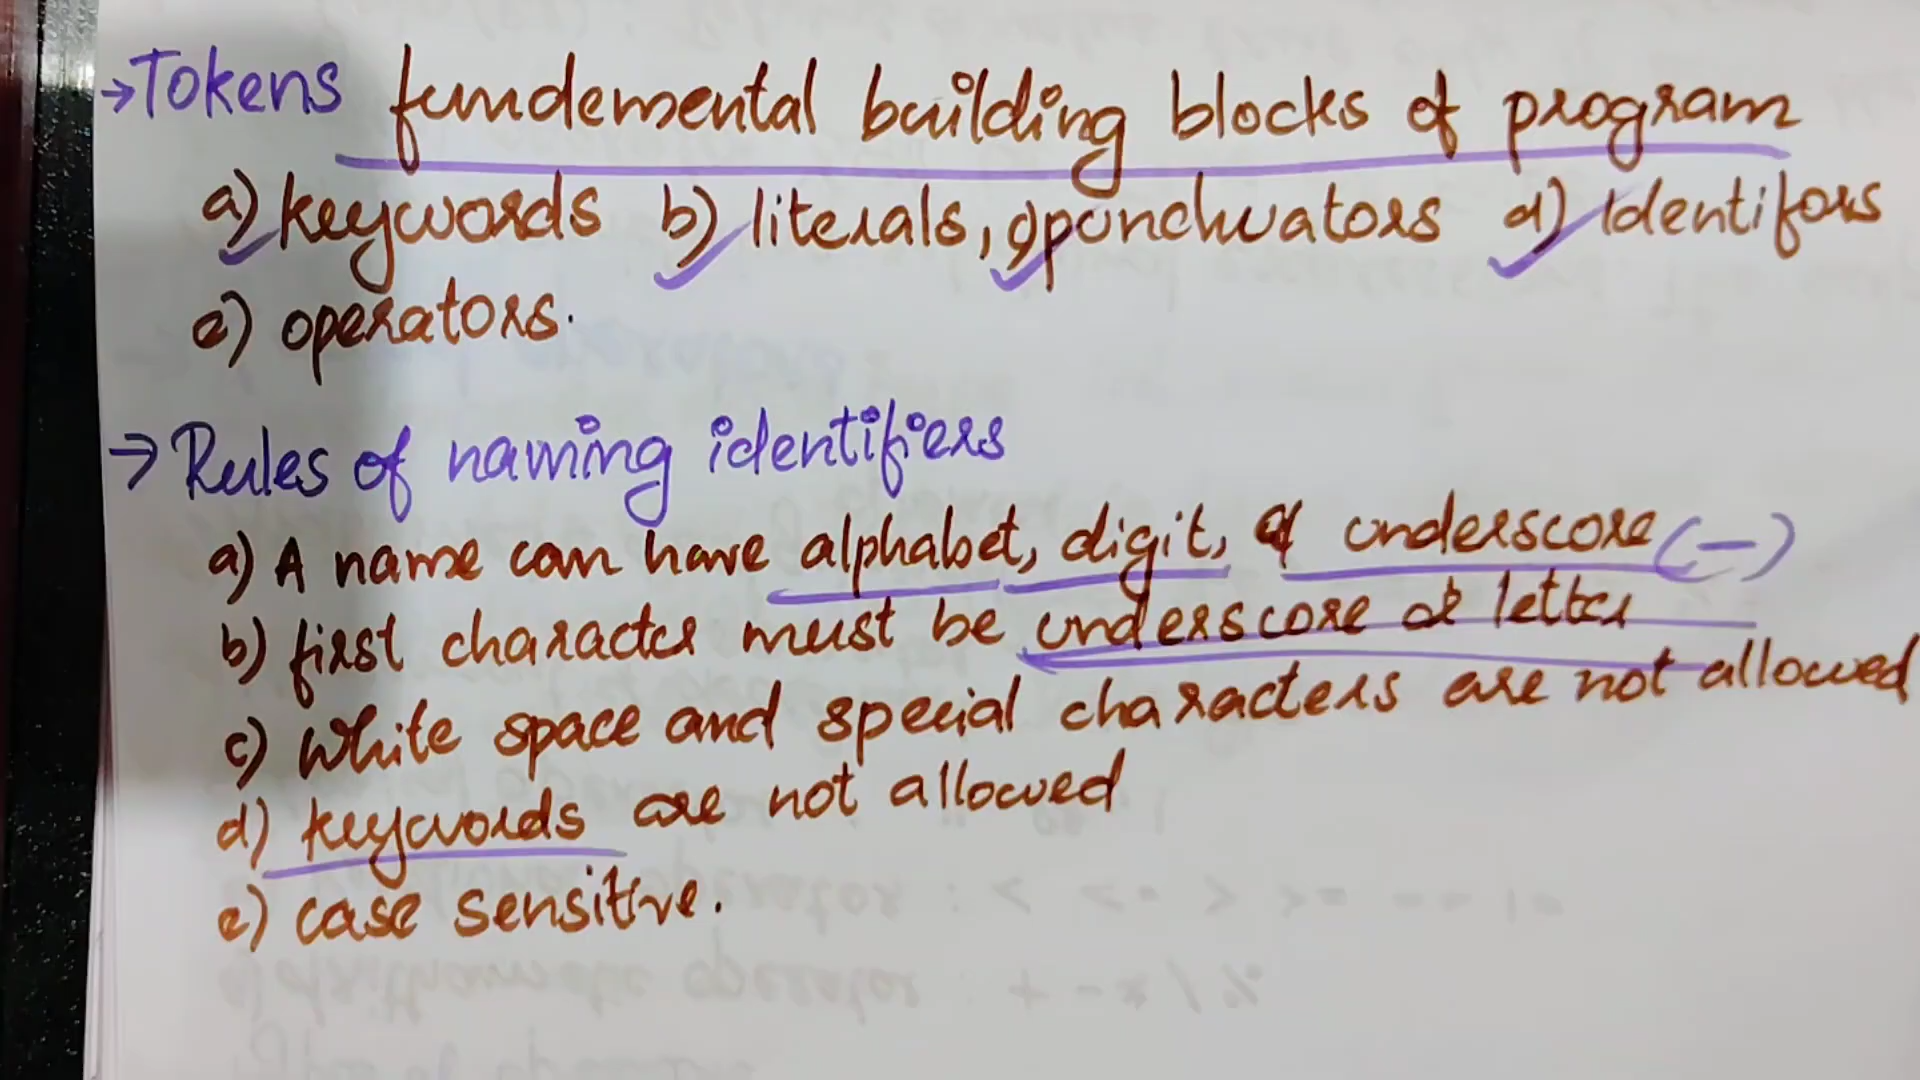 →Tokens fundemental building blocks of program
a) keywords b) literals, c) punchuators d) Identifors
e) operators.
→ Rules of naming identifiers
a) A name can have alphabet, digit, & underscore (_)
b) first character must be underscore or letter
c) white space and special characters are not allowed
d) keywords are not allowed
e) case sensitive.